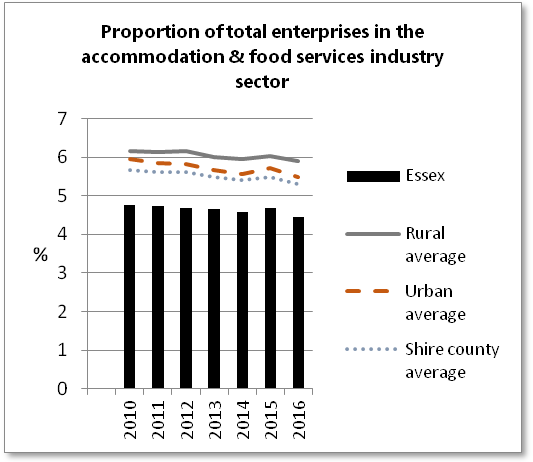 Proportion of total enterprises in the
accommodation & food services industry
sector
7
6
5
4
3
2
1
0
%
2010
2011
2012
2013
2014
2015
2016
Essex
Rural
average
Urban
average
Shire county
average